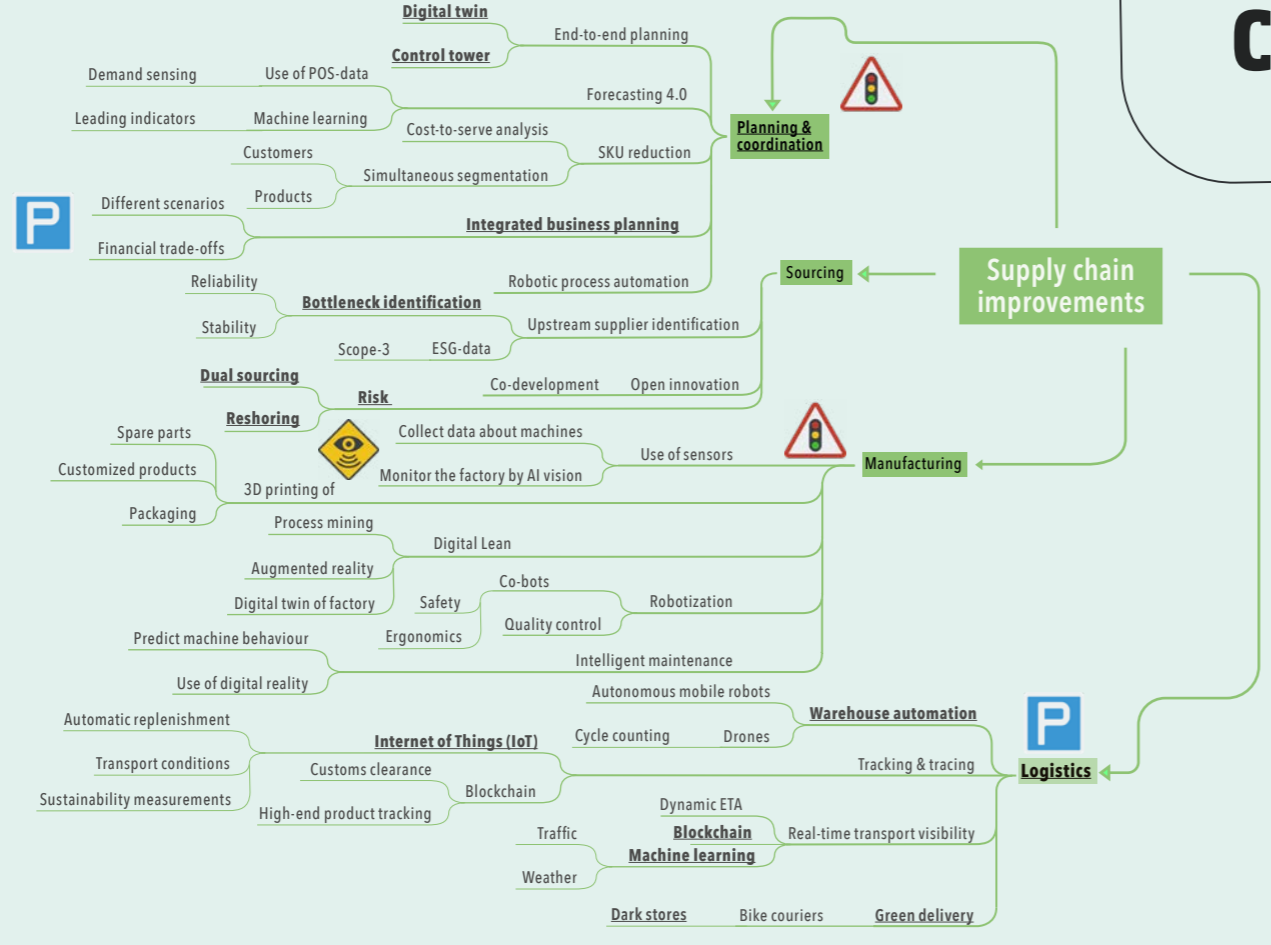 C
Digital twin
End-to-end planning
Control tower
Demand sensing
Use of POS-data
Forecasting 4.0
Leading indicators
Machine learning
Planning &
coordination
Cost-to-serve analysis
SKU reduction
Customers
Simultaneous segmentation
Products
P
Different scenarios
Integrated business planning
Financial trade-offs
Robotic process automation
Supply chain
improvements
Sourcing
Reliability
Bottleneck identification
Stability
Upstream supplier identification
Scope-3
ESG-data
Co-development
Open innovation
Dual sourcing
Risk
Reshoring
Manufacturing
Collect data about machines
Use of sensors
Monitor the factory by AI vision
Spare parts
Customized products
3D printing of
Packaging
Process mining
Digital Lean
Augmented reality
Digital twin of factory
Co-bots
Robotization
Safety
Quality control
Ergonomics
Predict machine behaviour
Intelligent maintenance
Use of digital reality
Autonomous mobile robots
Warehouse automation
Cycle counting
Drones
P
Logistics
Automatic replenishment
Internet of Things (IoT)
Tracking & tracing
Transport conditions
Customs clearance
Blockchain
Sustainability measurements
High-end product tracking
Dynamic ETA
Blockchain
Real-time transport visibility
Traffic
Machine learning
Weather
Dark stores
Bike couriers
Green delivery